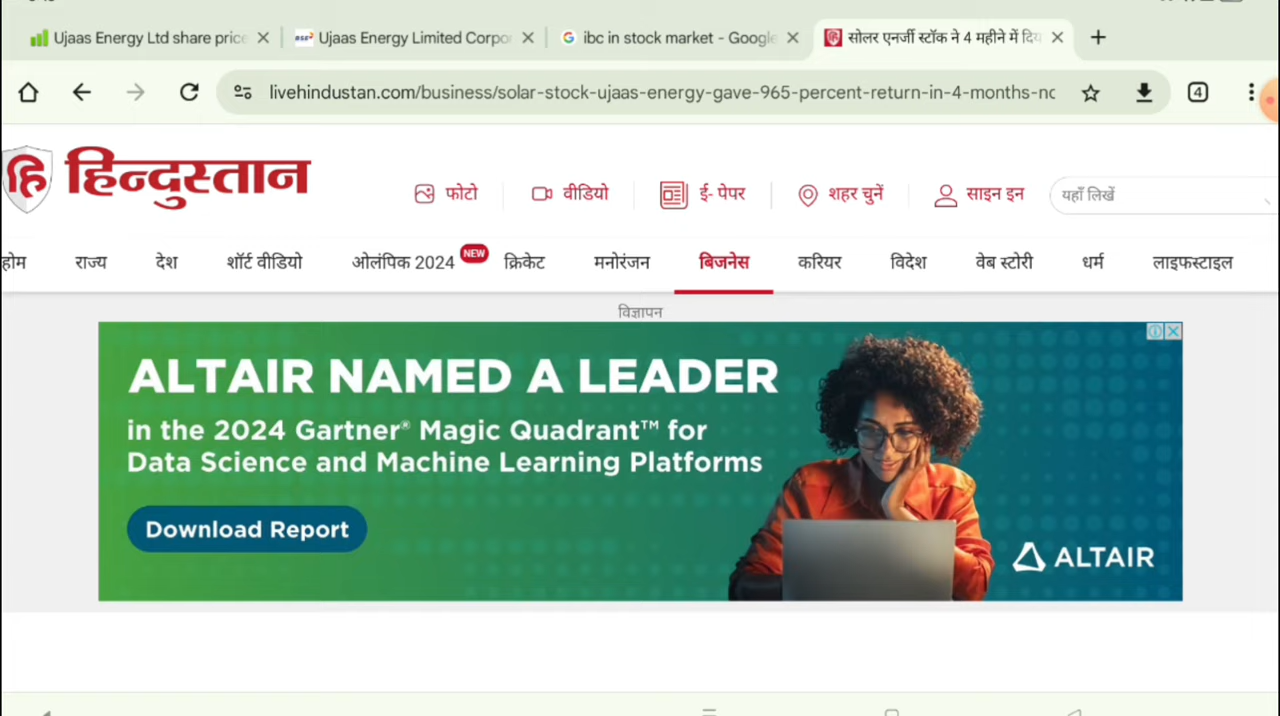 Ujaas Energy Ltd share price
BSE Ujaas Energy Limited Corpo
G ibc in stock market - Google
हि सोलर एनर्जी स्टॉक ने 4 महीने में दिय
livehindustan.com/business/solar-stock-ujaas-energy-gave-965-percent-return-in-4-months-no
4
हि हिन्दुस्तान
फोटो
वीडियो
ई- पेपर
शहर चुनें
साइन इन
यहाँ लिखें
होम
राज्य
देश
शॉर्ट वीडियो
ओलंपिक 2024
NEW
क्रिकेट
मनोरंजन
बिजनेस
करियर
विदेश
वेब स्टोरी
धर्म
लाइफस्टाइल
विज्ञापन
ALTAIR NAMED A LEADER
in the 2024 Gartner® Magic Quadrant™ for
Data Science and Machine Learning Platforms
Download Report
ALTAIR